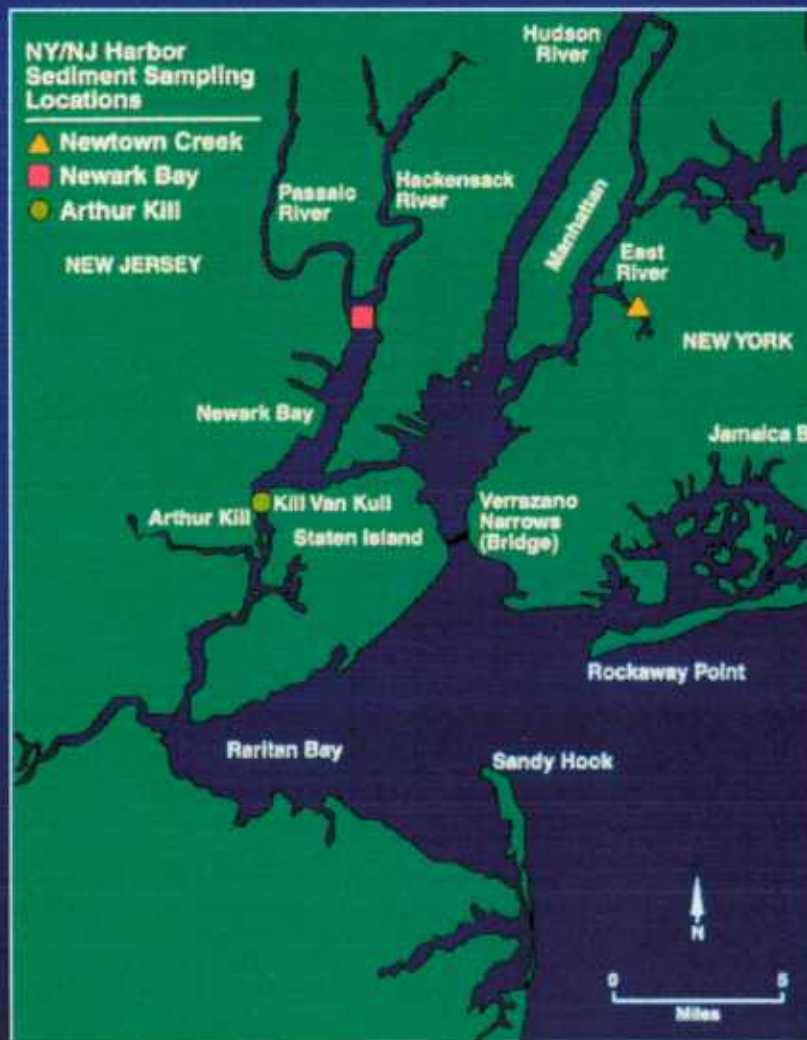 NY/NJ Harbor
Sediment Sampling
Locations
Newtown Creek
Newark Bay
Arthur Kill
Hudson
River
Passaic
River
Hackensack
River
Manhattan
East
River
NEW JERSEY
NEW YORK
Newark Bay
Jamaica B
Arthur Kill
Kill Van Kull
Staten Island
Verrazano
Narrows
(Bridge)
Rockaway Point
Raritan Bay
Sandy Hook
N
0 5
Miles